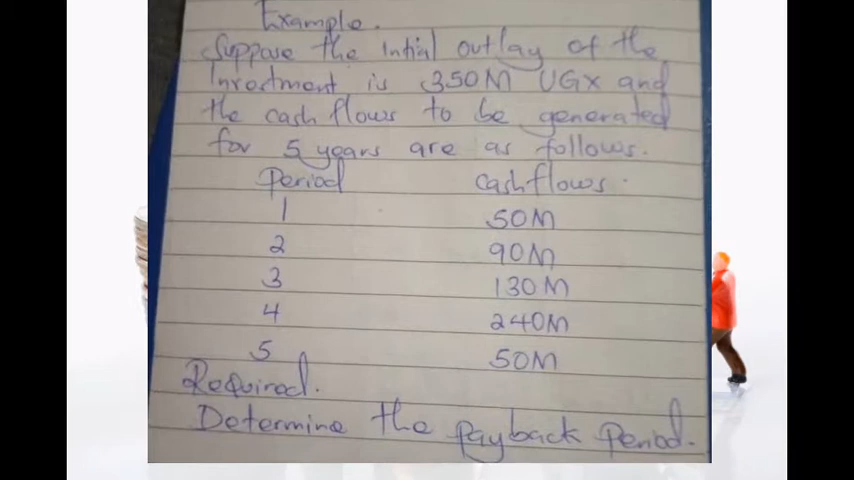 Example.
Suppose the intial outlay of the
Investment is 350M UGX and
the cash flows to be generated
for 5 years are as follows.
Period cashflows.
1 50M
2 90M
3 130M
4 240M
5 50M
Required.
Determine the payback period.